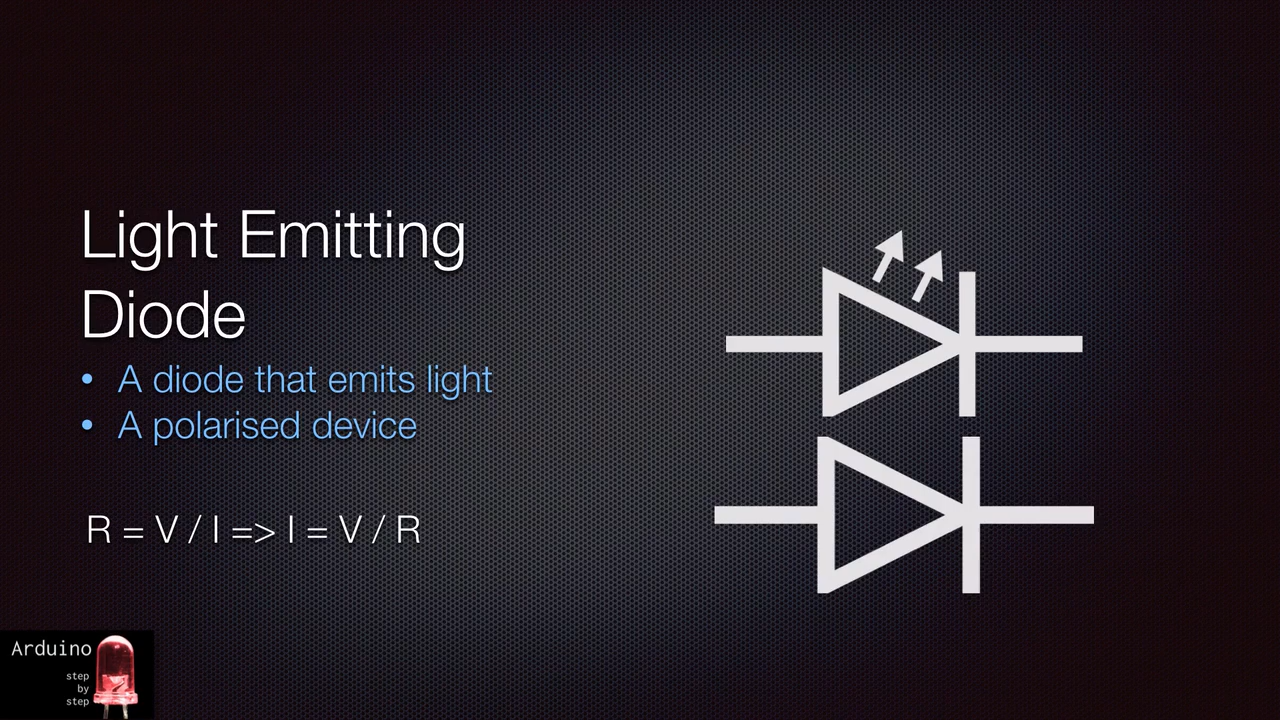 Light Emitting
Diode
• A diode that emits light
• A polarised device
R = V / I => I = V / R
Arduino
step
by
step